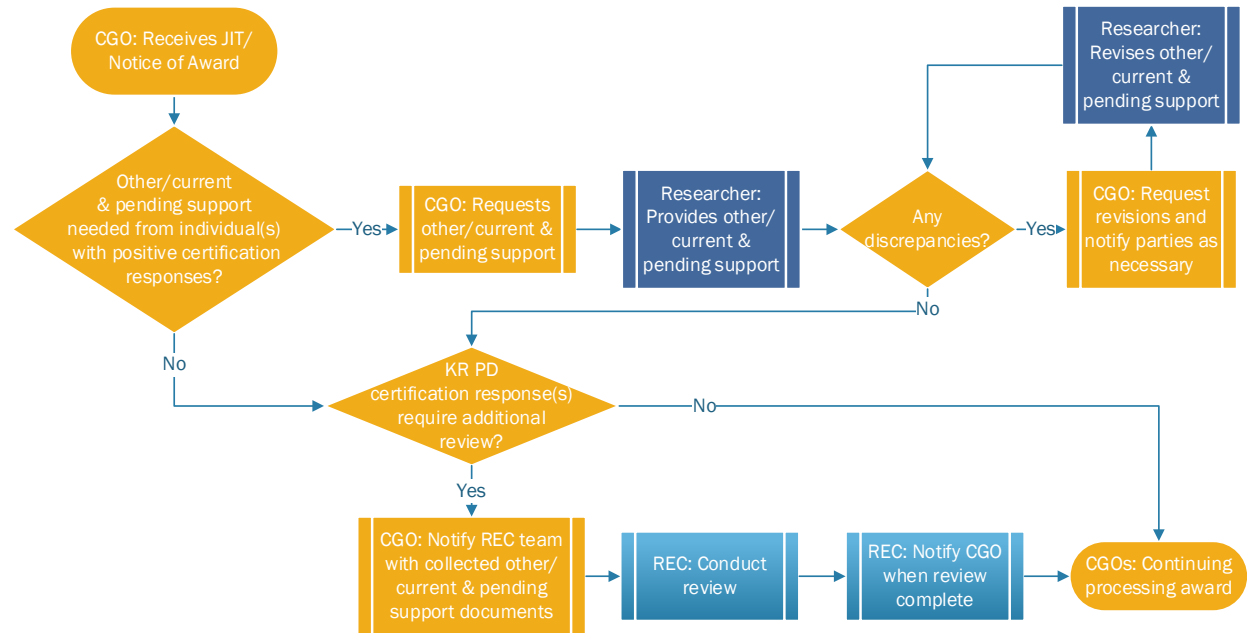 CGO: Receives JIT/
Notice of Award
Other/current
& pending support
needed from individual(s)
with positive certification
responses?
Yes
CGO: Requests
other/current &
pending support
Researcher:
Provides other/
current &
pending support
Any
discrepancies?
Yes
CGO: Request
revisions and
notify parties as
necessary
Researcher:
Revises other/
current &
pending support
No
No
KR PD
certification response(s)
require additional
review?
No
Yes
CGO: Notify REC team
with collected other/
current & pending
support documents
REC: Conduct
review
REC: Notify CGO
when review
complete
CGOs: Continuing
processing award